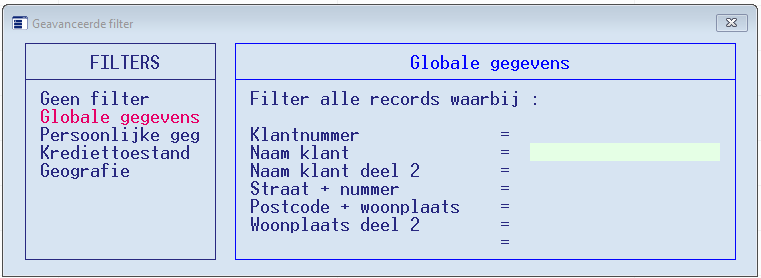 Geavanceerde filter
FILTERS
Geen filter
Globale gegevens
Persoonlijke geg
Krediettoestand
Geografie
Globale gegevens
Filter alle records waarbij :
Klantnummer =
Naam klant =
Naam klant deel 2 =
Straat + nummer =
Postcode + woonplaats =
Woonplaats deel 2 =
=